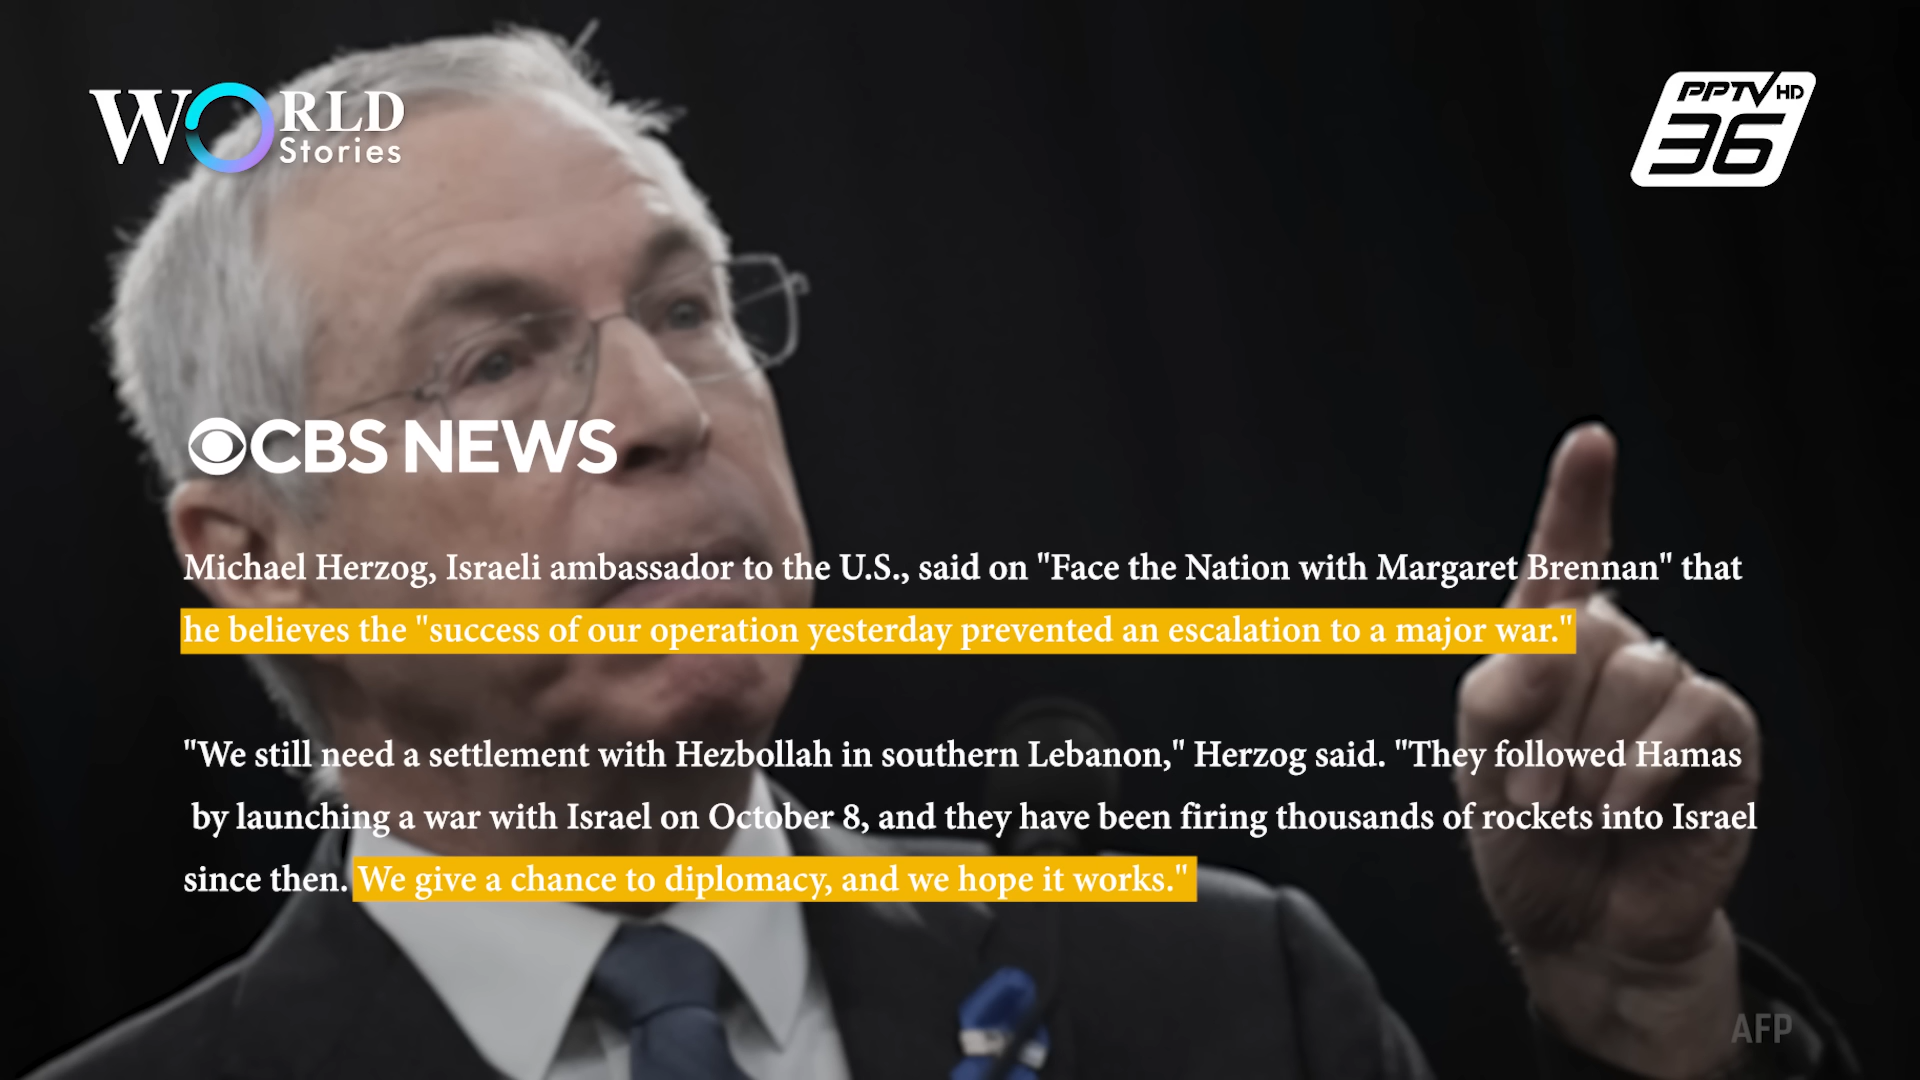 WORLD
Stories
PPTV HD
36
CBS NEWS
Michael Herzog, Israeli ambassador to the U.S., said on "Face the Nation with Margaret Brennan" that
he believes the "success of our operation yesterday prevented an escalation to a major war."
"We still need a settlement with Hezbollah in southern Lebanon," Herzog said. "They followed Hamas
by launching a war with Israel on October 8, and they have been firing thousands of rockets into Israel
since then. We give a chance to diplomacy, and we hope it works."
AFP